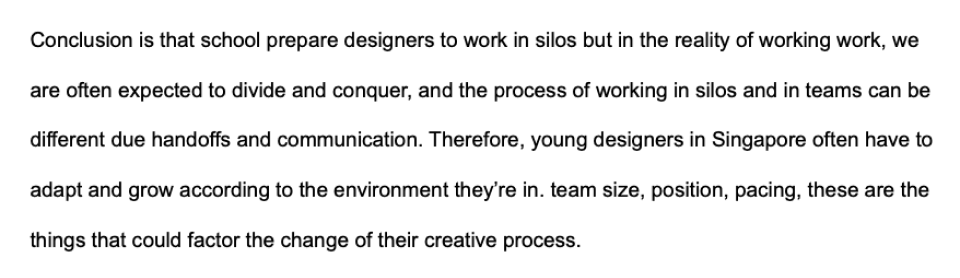 Conclusion is that school prepare designers to work in silos but in the reality of working work, we
are often expected to divide and conquer, and the process of working in silos and in teams can be
different due handoffs and communication. Therefore, young designers in Singapore often have to
adapt and grow according to the environment they’re in. team size, position, pacing, these are the
things that could factor the change of their creative process.